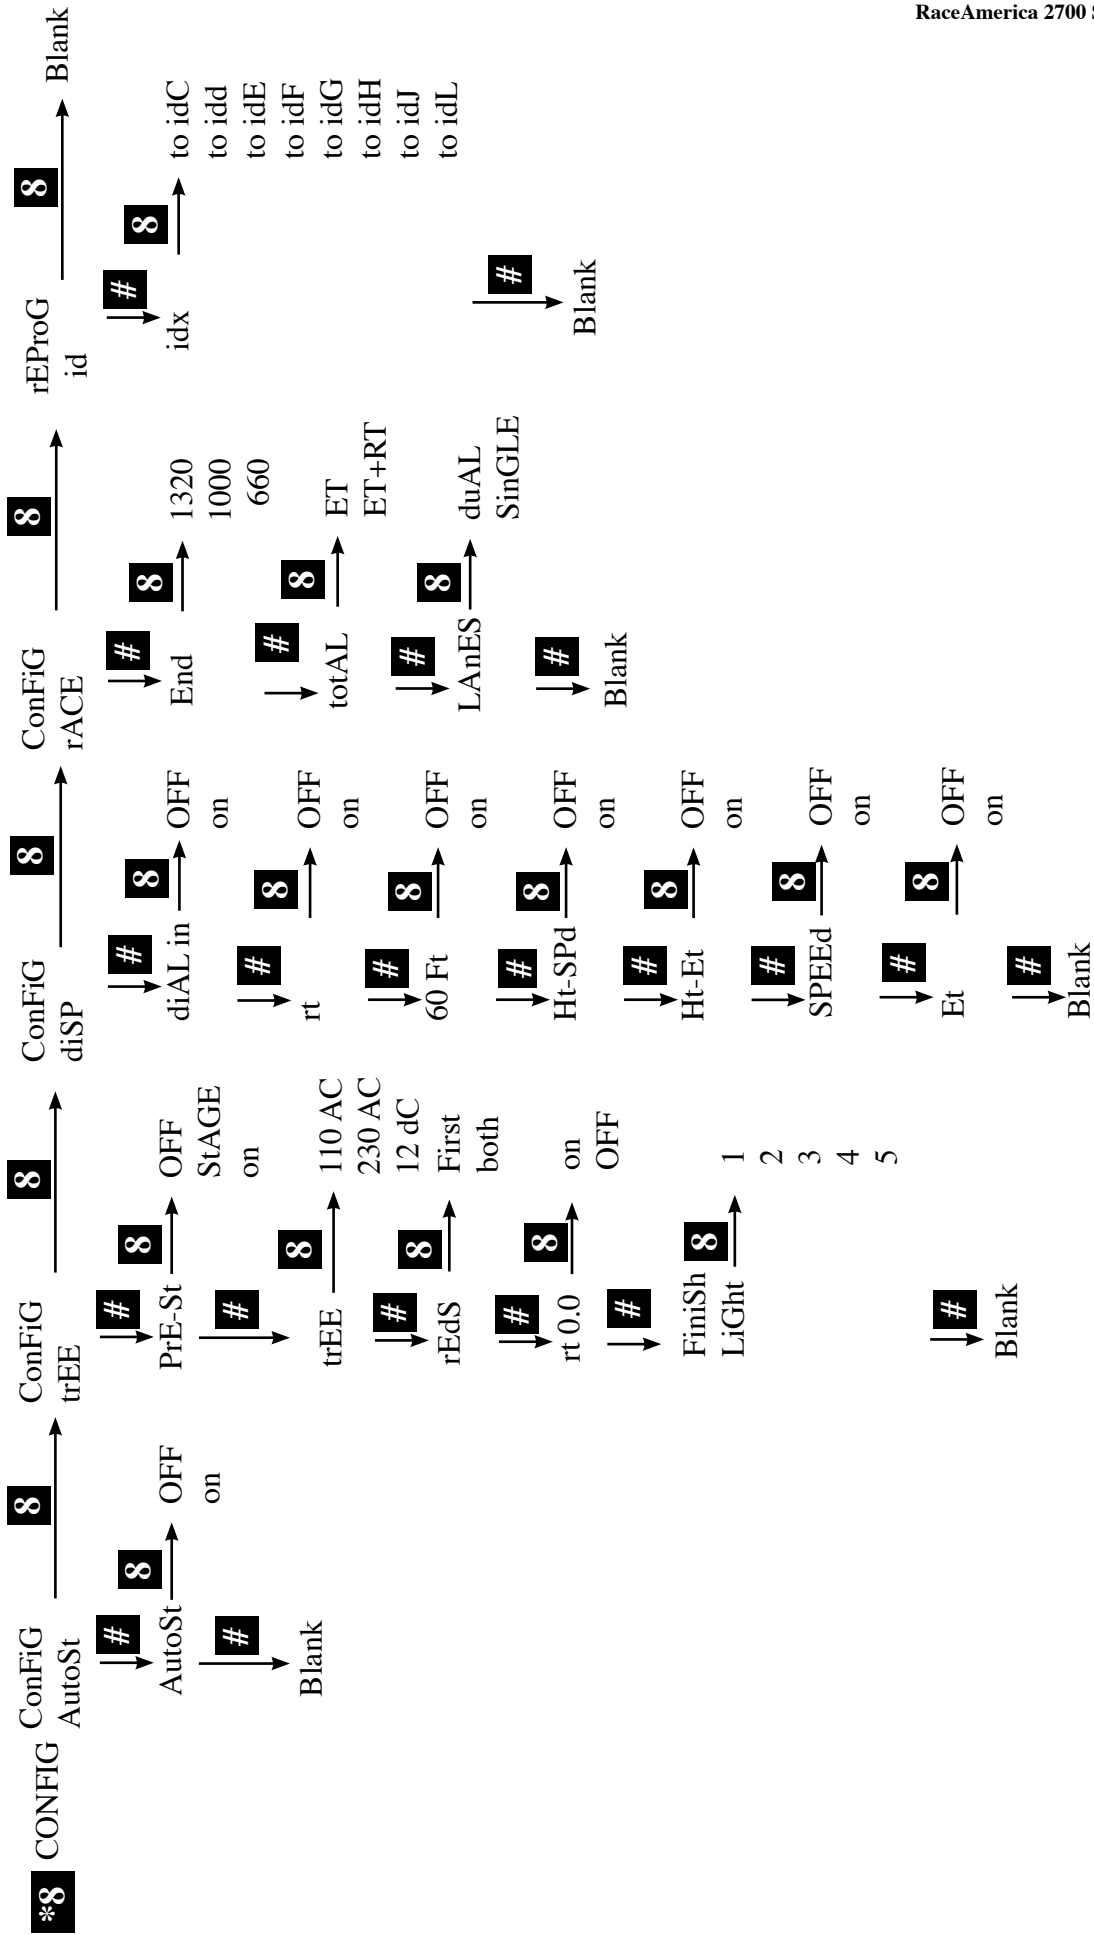 RaceAmerica 2700 S
*8 CONFIG
ConFiG
AutoSt
8
#
AutoSt
8
OFF
on
#
Blank
ConFiG
trEE
8
#
PrE-St
8
OFF
StAGE
on
#
trEE
8
110 AC
230 AC
12 dC
#
rEdS
8
First
both
#
rt 0.0
8
on
OFF
#
FiniSh
LiGht
8
1
2
3
4
5
#
Blank
ConFiG
diSP
8
#
diAL in
8
OFF
on
#
rt
8
OFF
on
#
60 Ft
8
OFF
on
#
Ht-SPd
8
OFF
on
#
Ht-Et
8
OFF
on
#
SPEEd
8
OFF
on
#
Et
8
OFF
on
#
Blank
ConFiG
rACE
8
#
End
8
1320
1000
660
#
totAL
8
ET
ET+RT
#
LAnES
8
duAL
SinGLE
#
Blank
rEProG
id
8
Blank
#
idx
8
to idC
to idd
to idE
to idF
to idG
to idH
to idJ
to idL
#
Blank